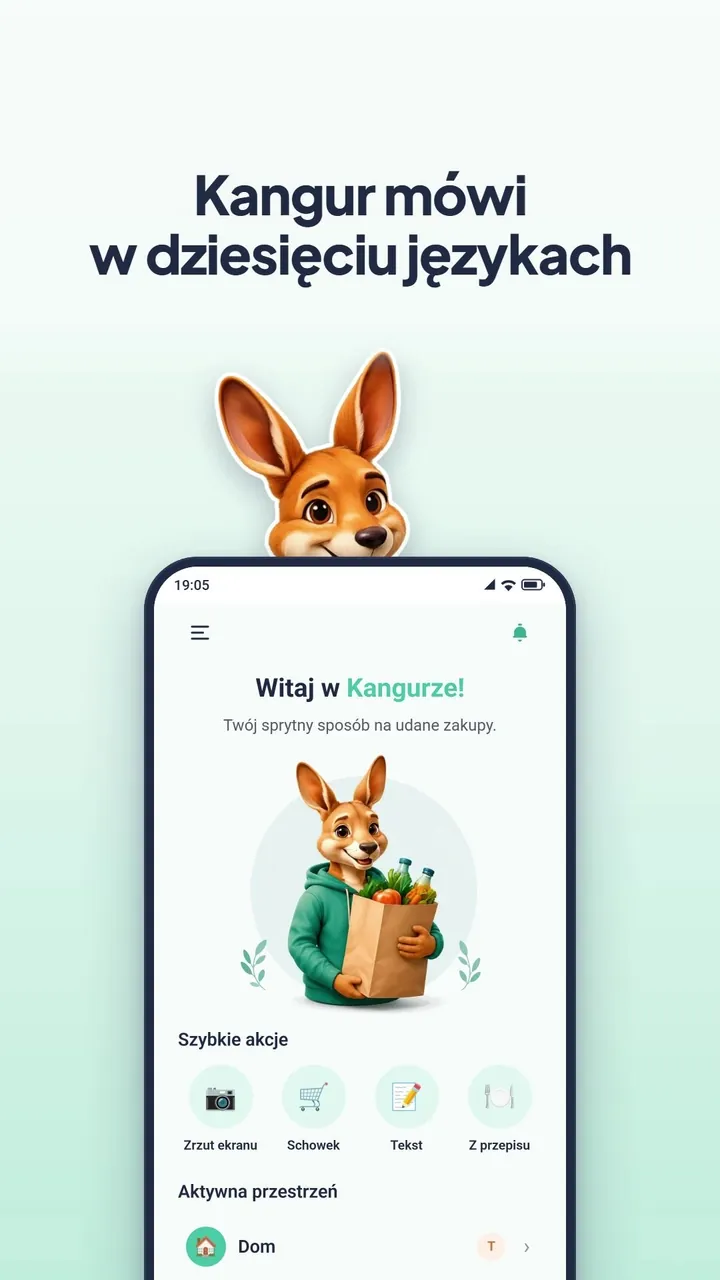 Kangur mówi
w dziesięciu językach
19:05
Witaj w Kangurze!
Twój sprytny sposób na udane zakupy.
Szybkie akcje
Zrzut ekranu Schowek Tekst Z przepisu
Aktywna przestrzeń
Dom T